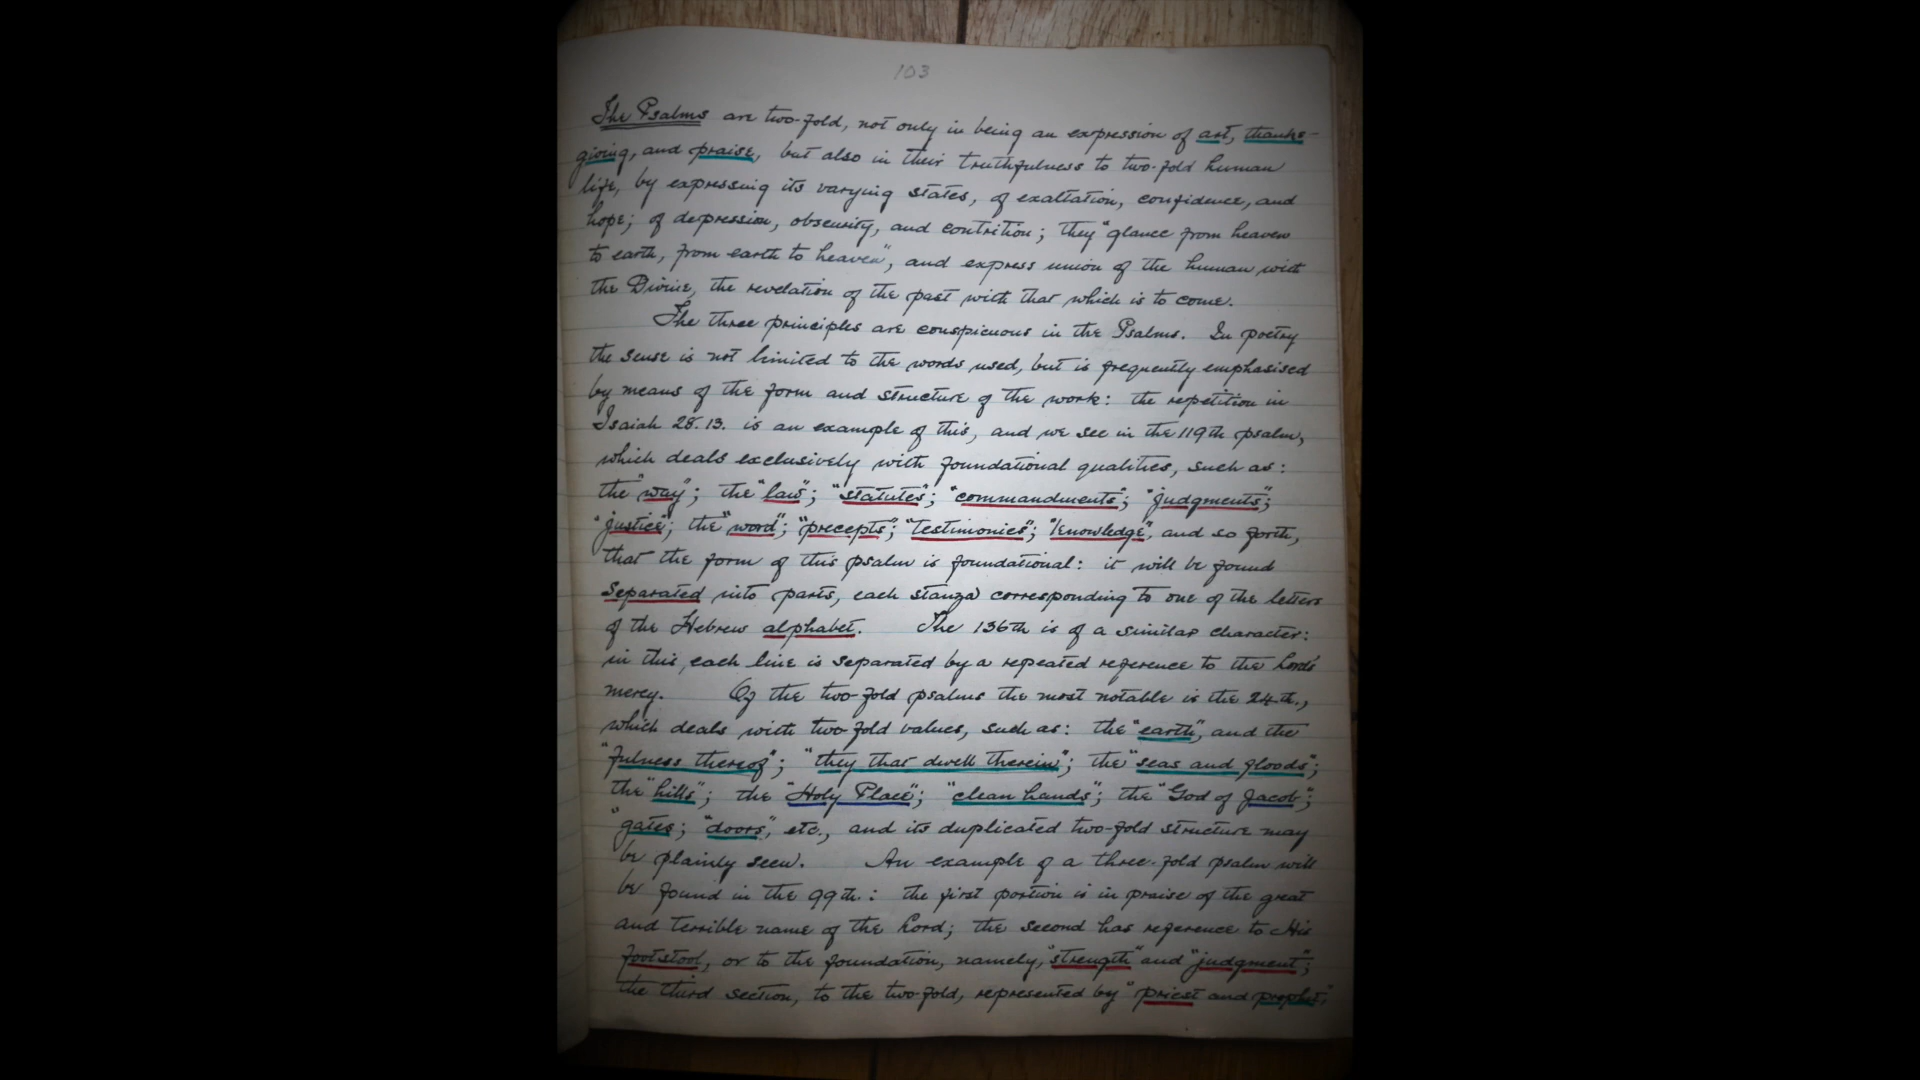 103
The Psalms are two-fold, not only in being an expression of art, thanks-
giving, and praise, but also in their truthfulness to two-fold human
life, by expressing its varying states, of exaltation, confidence, and
hope; of depression, obscurity, and contrition; they "glance from heaven
to earth, from earth to heaven", and express union of the human with
the Divine, the revelation of the past with that which is to come.
The three principles are conspicuous in the Psalms. In poetry
the sense is not limited to the words used, but is frequently emphasised
by means of the form and structure of the work: the repetition in
Isaiah 28.13. is an example of this, and we see in the 119th psalm,
which deals exclusively with foundational qualities, such as:
the "way"; the "law"; "statutes"; "commandments"; "judgments";
"justice"; the "word"; "precepts"; "testimonies"; "knowledge", and so forth,
that the form of this psalm is foundational: it will be found
separated into parts, each stanza corresponding to one of the letters
of the Hebrew alphabet. The 136th is of a similar character:
in this, each line is separated by a repeated reference to the Lord's
mercy. Of the two-fold psalms the most notable is the 24th.,
which deals with two-fold values, such as: the "earth", and the
"fulness thereof"; "they that dwell therein"; the "seas and floods";
the "hills"; the "Holy Place"; "clean hands"; the "God of Jacob";
"gates; "doors", etc., and its duplicated two-fold structure may
be plainly seen. An example of a three-fold psalm will
be found in the 99th.: the first portion is in praise of the great
and terrible name of the Lord; the second has reference to His
footstool, or to the foundation, namely, "strength" and "judgment";
the third section, to the two-fold, represented by "priest and prophet",